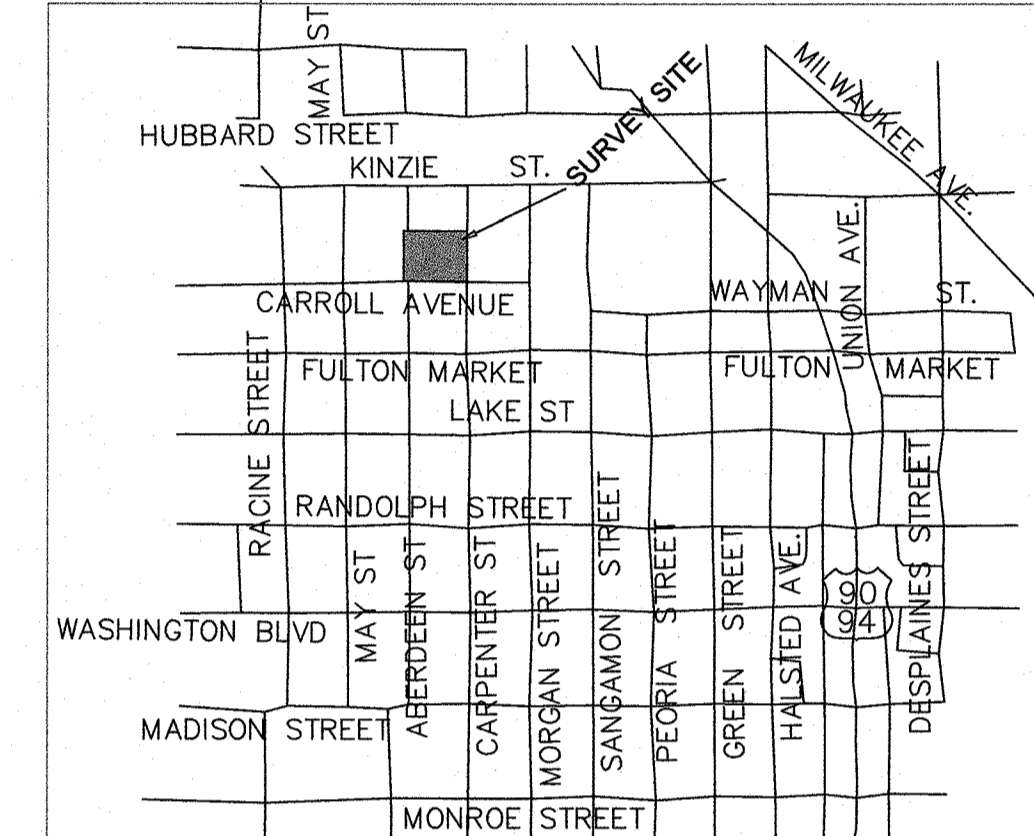 MAY ST
MILWAUKEE AVE.
HUBBARD STREET
SURVEY SITE
KINZIE ST.
UNION AVE.
CARROLL AVENUE
WAYMAN ST.
FULTON MARKET
FULTON MARKET
LAKE ST
RACINE STREET
RANDOLPH STREET
MAY ST
ABERDEEN ST
CARPENTER ST
MORGAN STREET
SANGAMON STREET
PEORIA STREET
GREEN STREET
HALSTED AVE.
90
94
DESPLAINES STREET
WASHINGTON BLVD
MADISON STREET
MONROE STREET